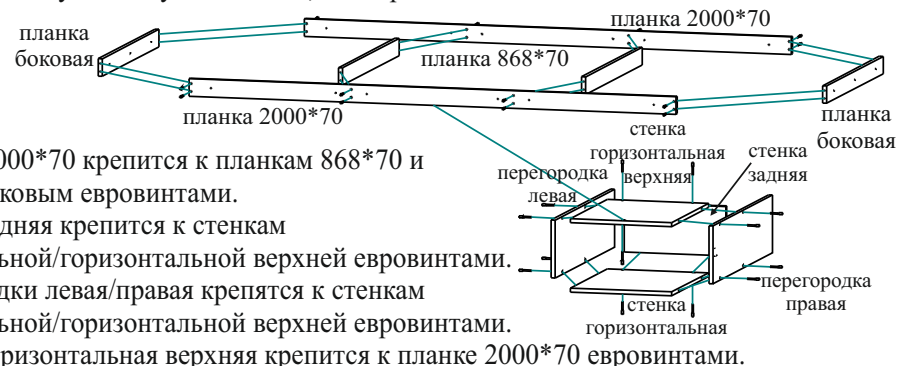 планка 2000*70
планка
боковая
планка 868*70
планка 2000*70
планка
боковая
стенка
горизонтальная
верхняя
стенка
задняя
перегородка
левая
000*70 крепится к планкам 868*70 и
ковым евровинтами.
дняя крепится к стенкам
льной/горизонтальной верхней евровинтами.
дки левая/правая крепятся к стенкам
льной/горизонтальной верхней евровинтами.
перегородка
правая
стенка
горизонтальная
оризонтальная верхняя крепится к планке 2000*70 евровинтами.